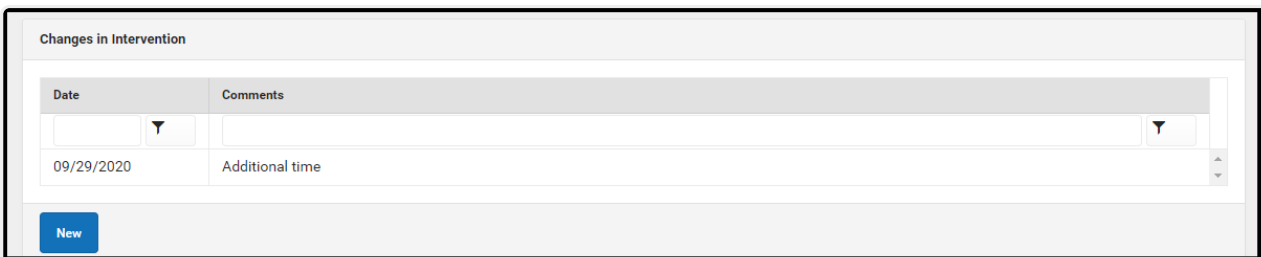 Changes in Intervention
Date Comments
09/29/2020 Additional time
New